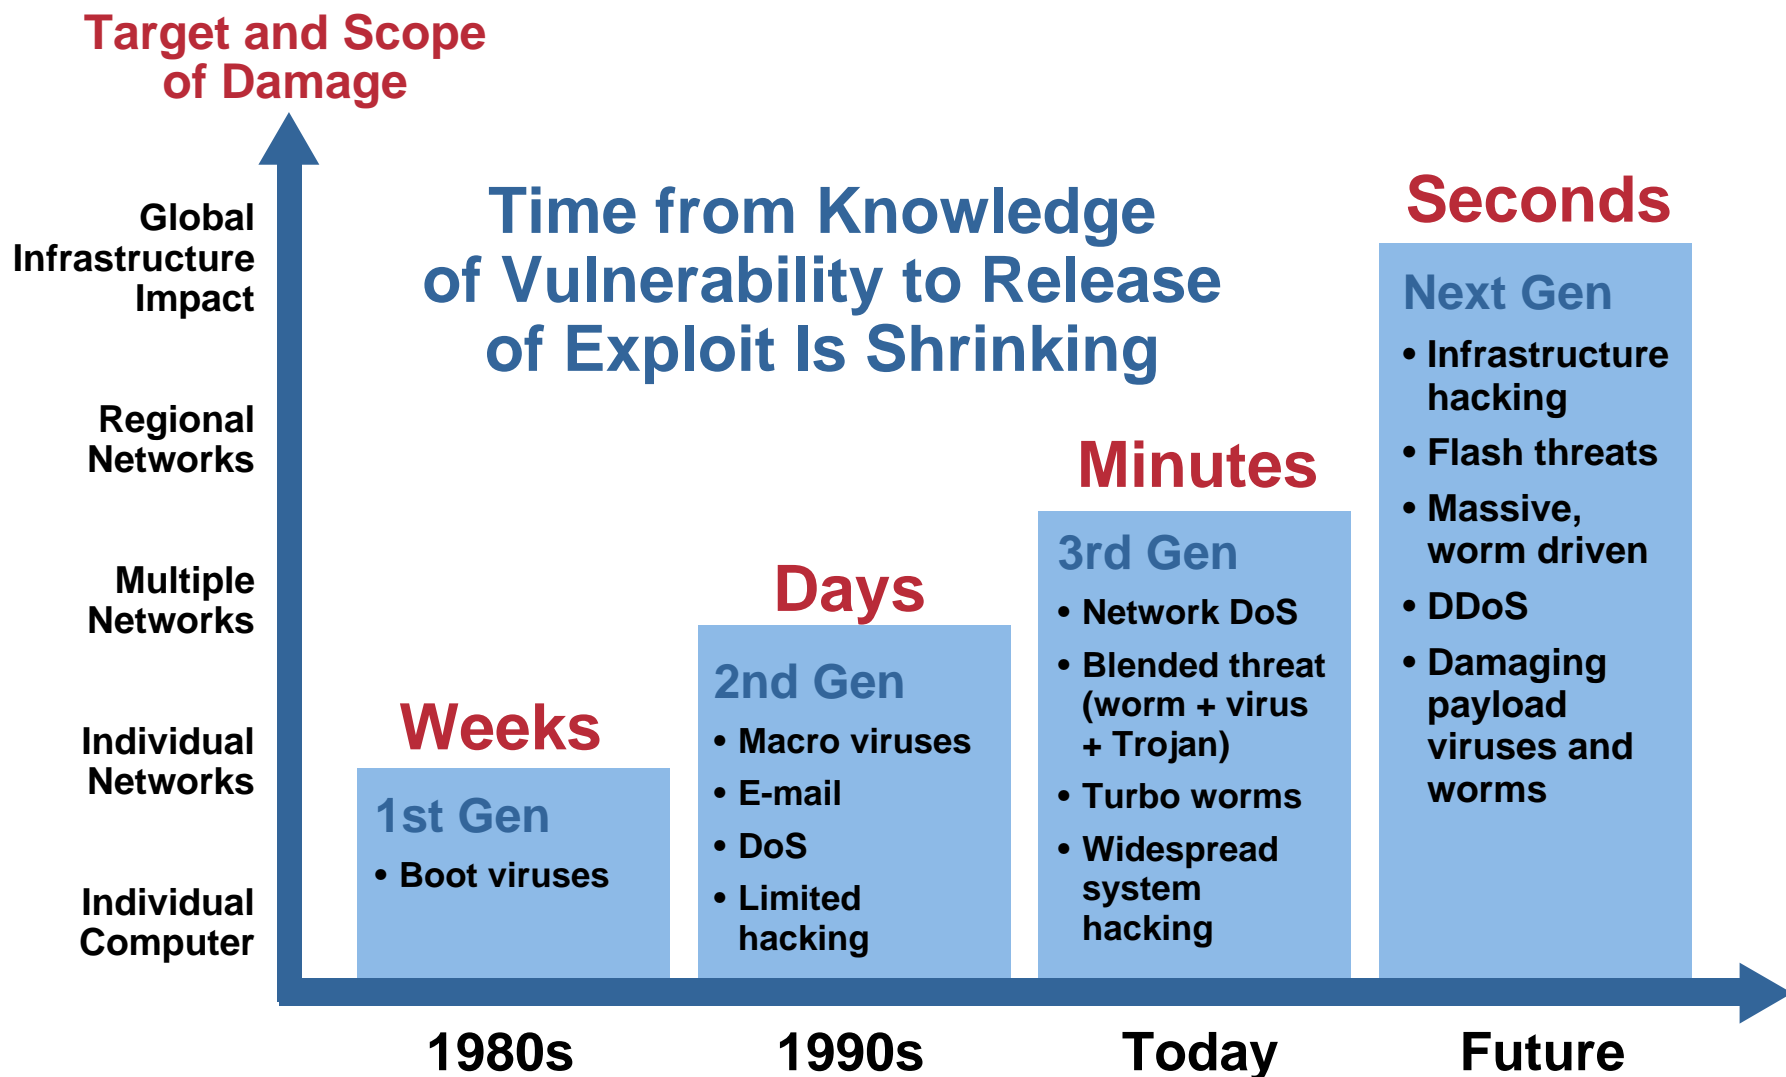 Target and Scope
of Damage
Global
Infrastructure
Impact
Regional
Networks
Multiple
Networks
Individual
Networks
Individual
Computer
Time from Knowledge
of Vulnerability to Release
of Exploit Is Shrinking
Weeks
1st Gen
• Boot viruses
Days
2nd Gen
• Macro viruses
• E-mail
• DoS
• Limited
hacking
Minutes
3rd Gen
• Network DoS
• Blended threat
(worm + virus
+ Trojan)
• Turbo worms
• Widespread
system
hacking
Seconds
Next Gen
• Infrastructure
hacking
• Flash threats
• Massive,
worm driven
• DDoS
• Damaging
payload
viruses and
worms
1980s
1990s
Today
Future